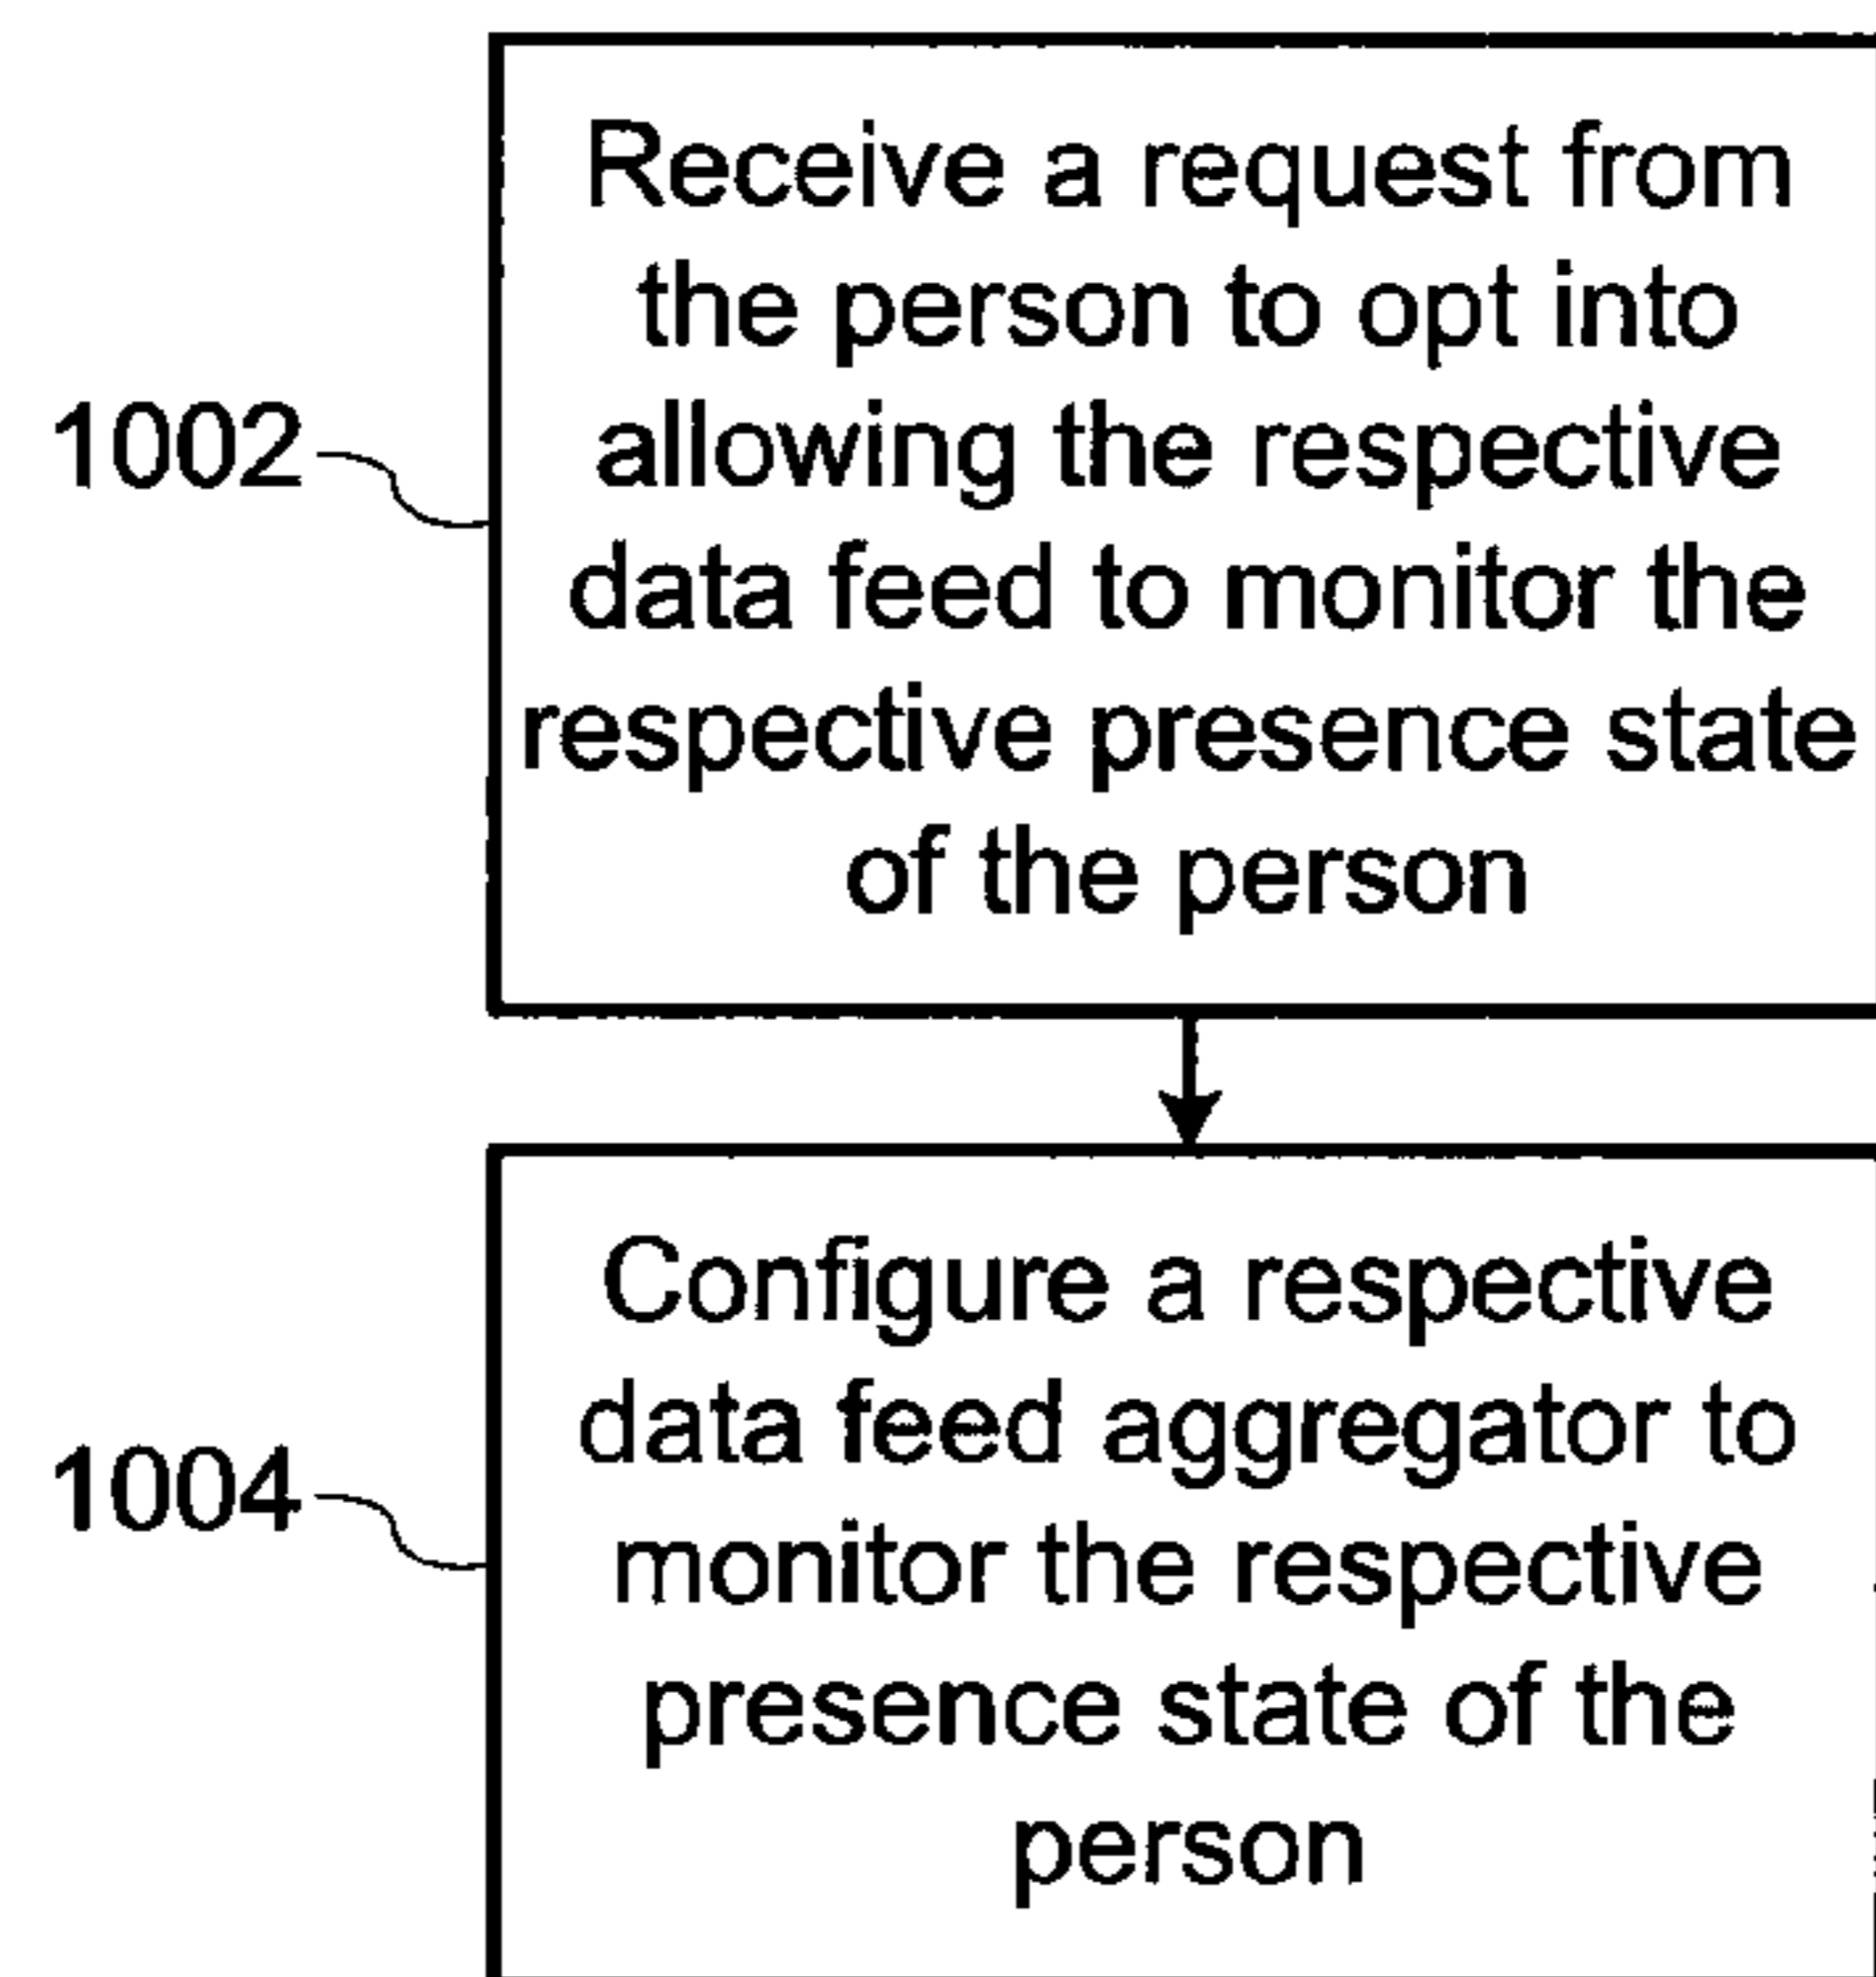 Receive a request from
the person to opt into
allowing the respective
data feed to monitor the
respective presence state
of the person
1002
Configure a respective
data feed aggregator to
monitor the respective
presence state of the
person
1004